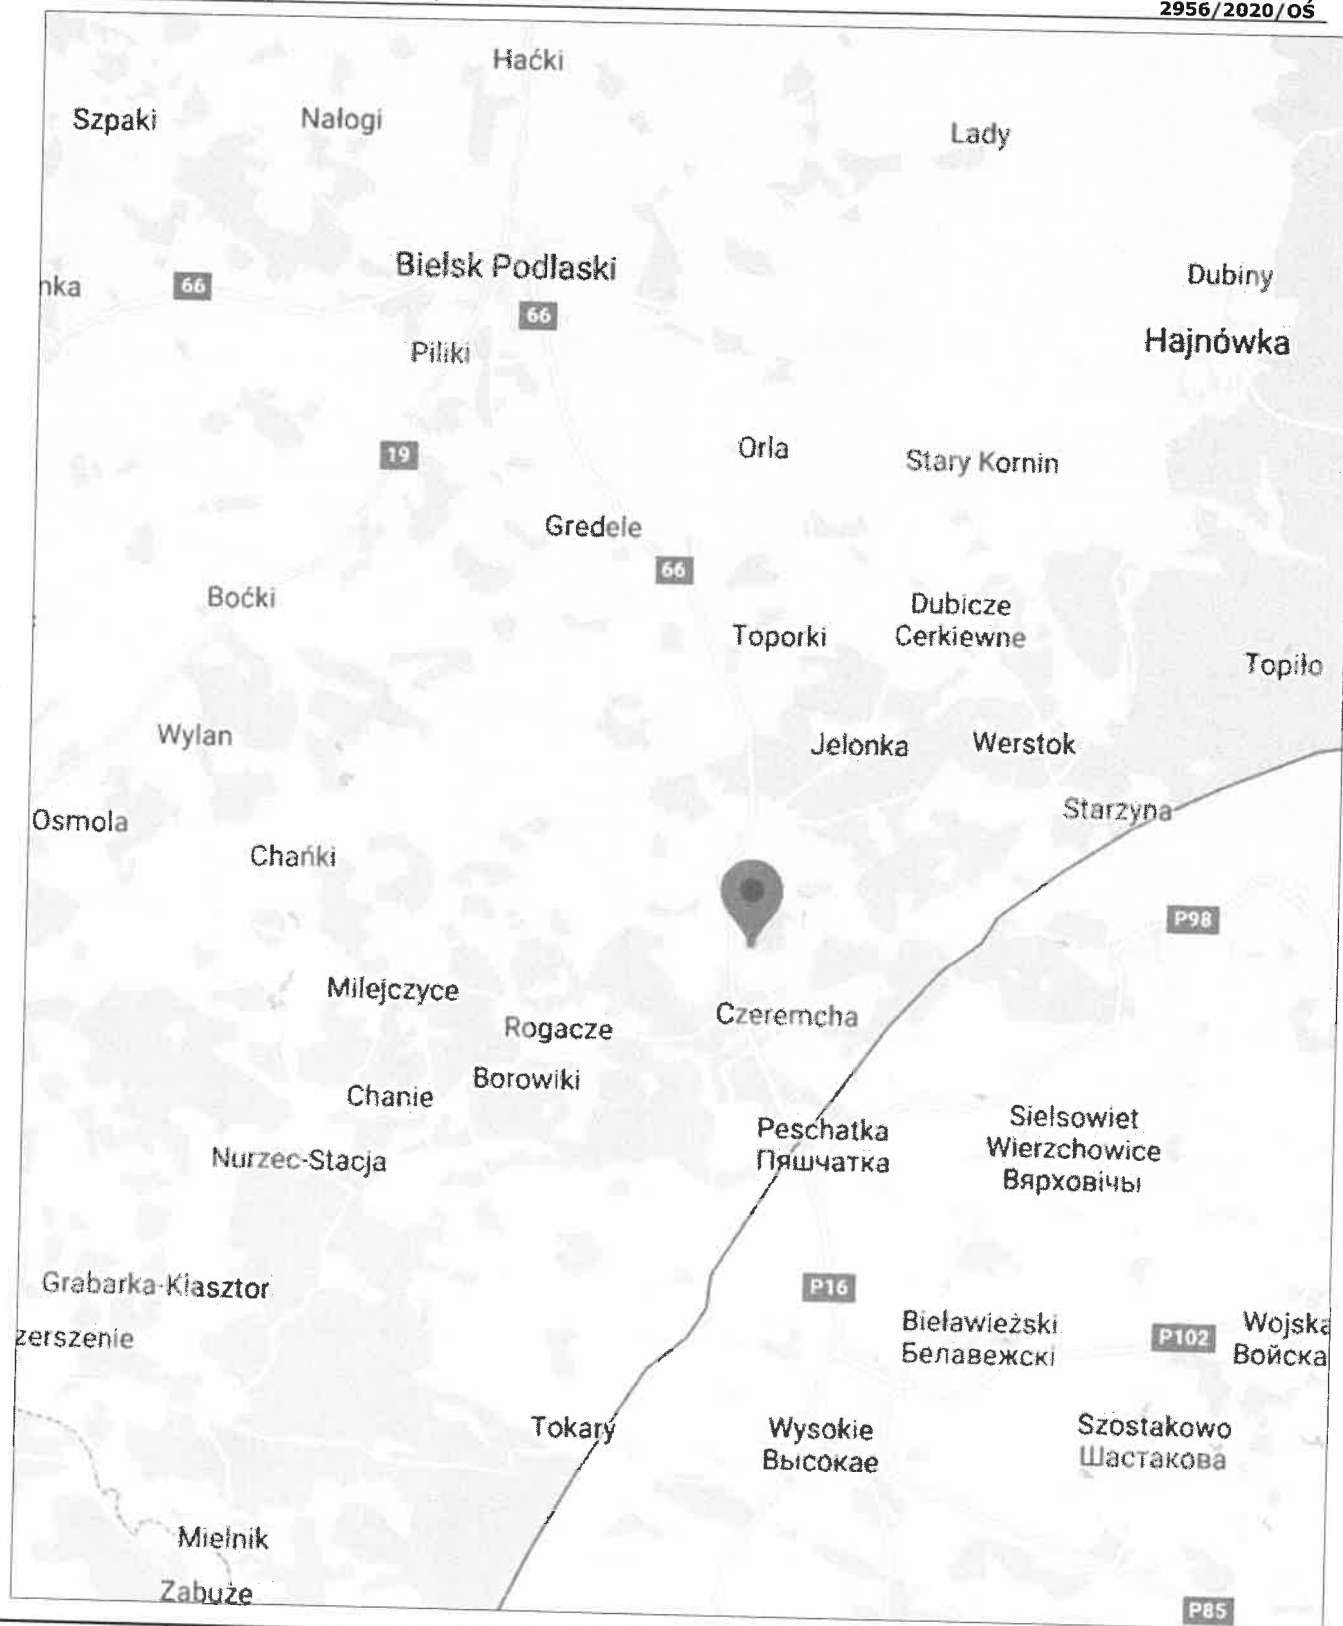 2956/2020/OŚ
Haćki
Szpaki
Nałogi
Lady
Bielsk Podlaski
Dubiny
nka
66
66
Hajnówka
Piliki
Orla
19
Stary Kornin
Gredele
66
Boćki
Dubicze
Cerkiewne
Toporki
Topiło
Wylan
Jelonka
Werstok
Starzyna
Osmola
Chańki
P98
Milejczyce
Czeremcha
Rogacze
Borowiki
Chanie
Peschatka
Пяшчатка
Sielsowiet
Wierzchowice
Вярховічы
Nurzec-Stacja
Grabarka-Klasztor
P16
zerszenie
Bieławieżski
Белавежскі
P102
Wojska
Войска
Tokary
Wysokie
Высокае
Szostakowo
Шастакова
Mielnik
Zabuże
P85